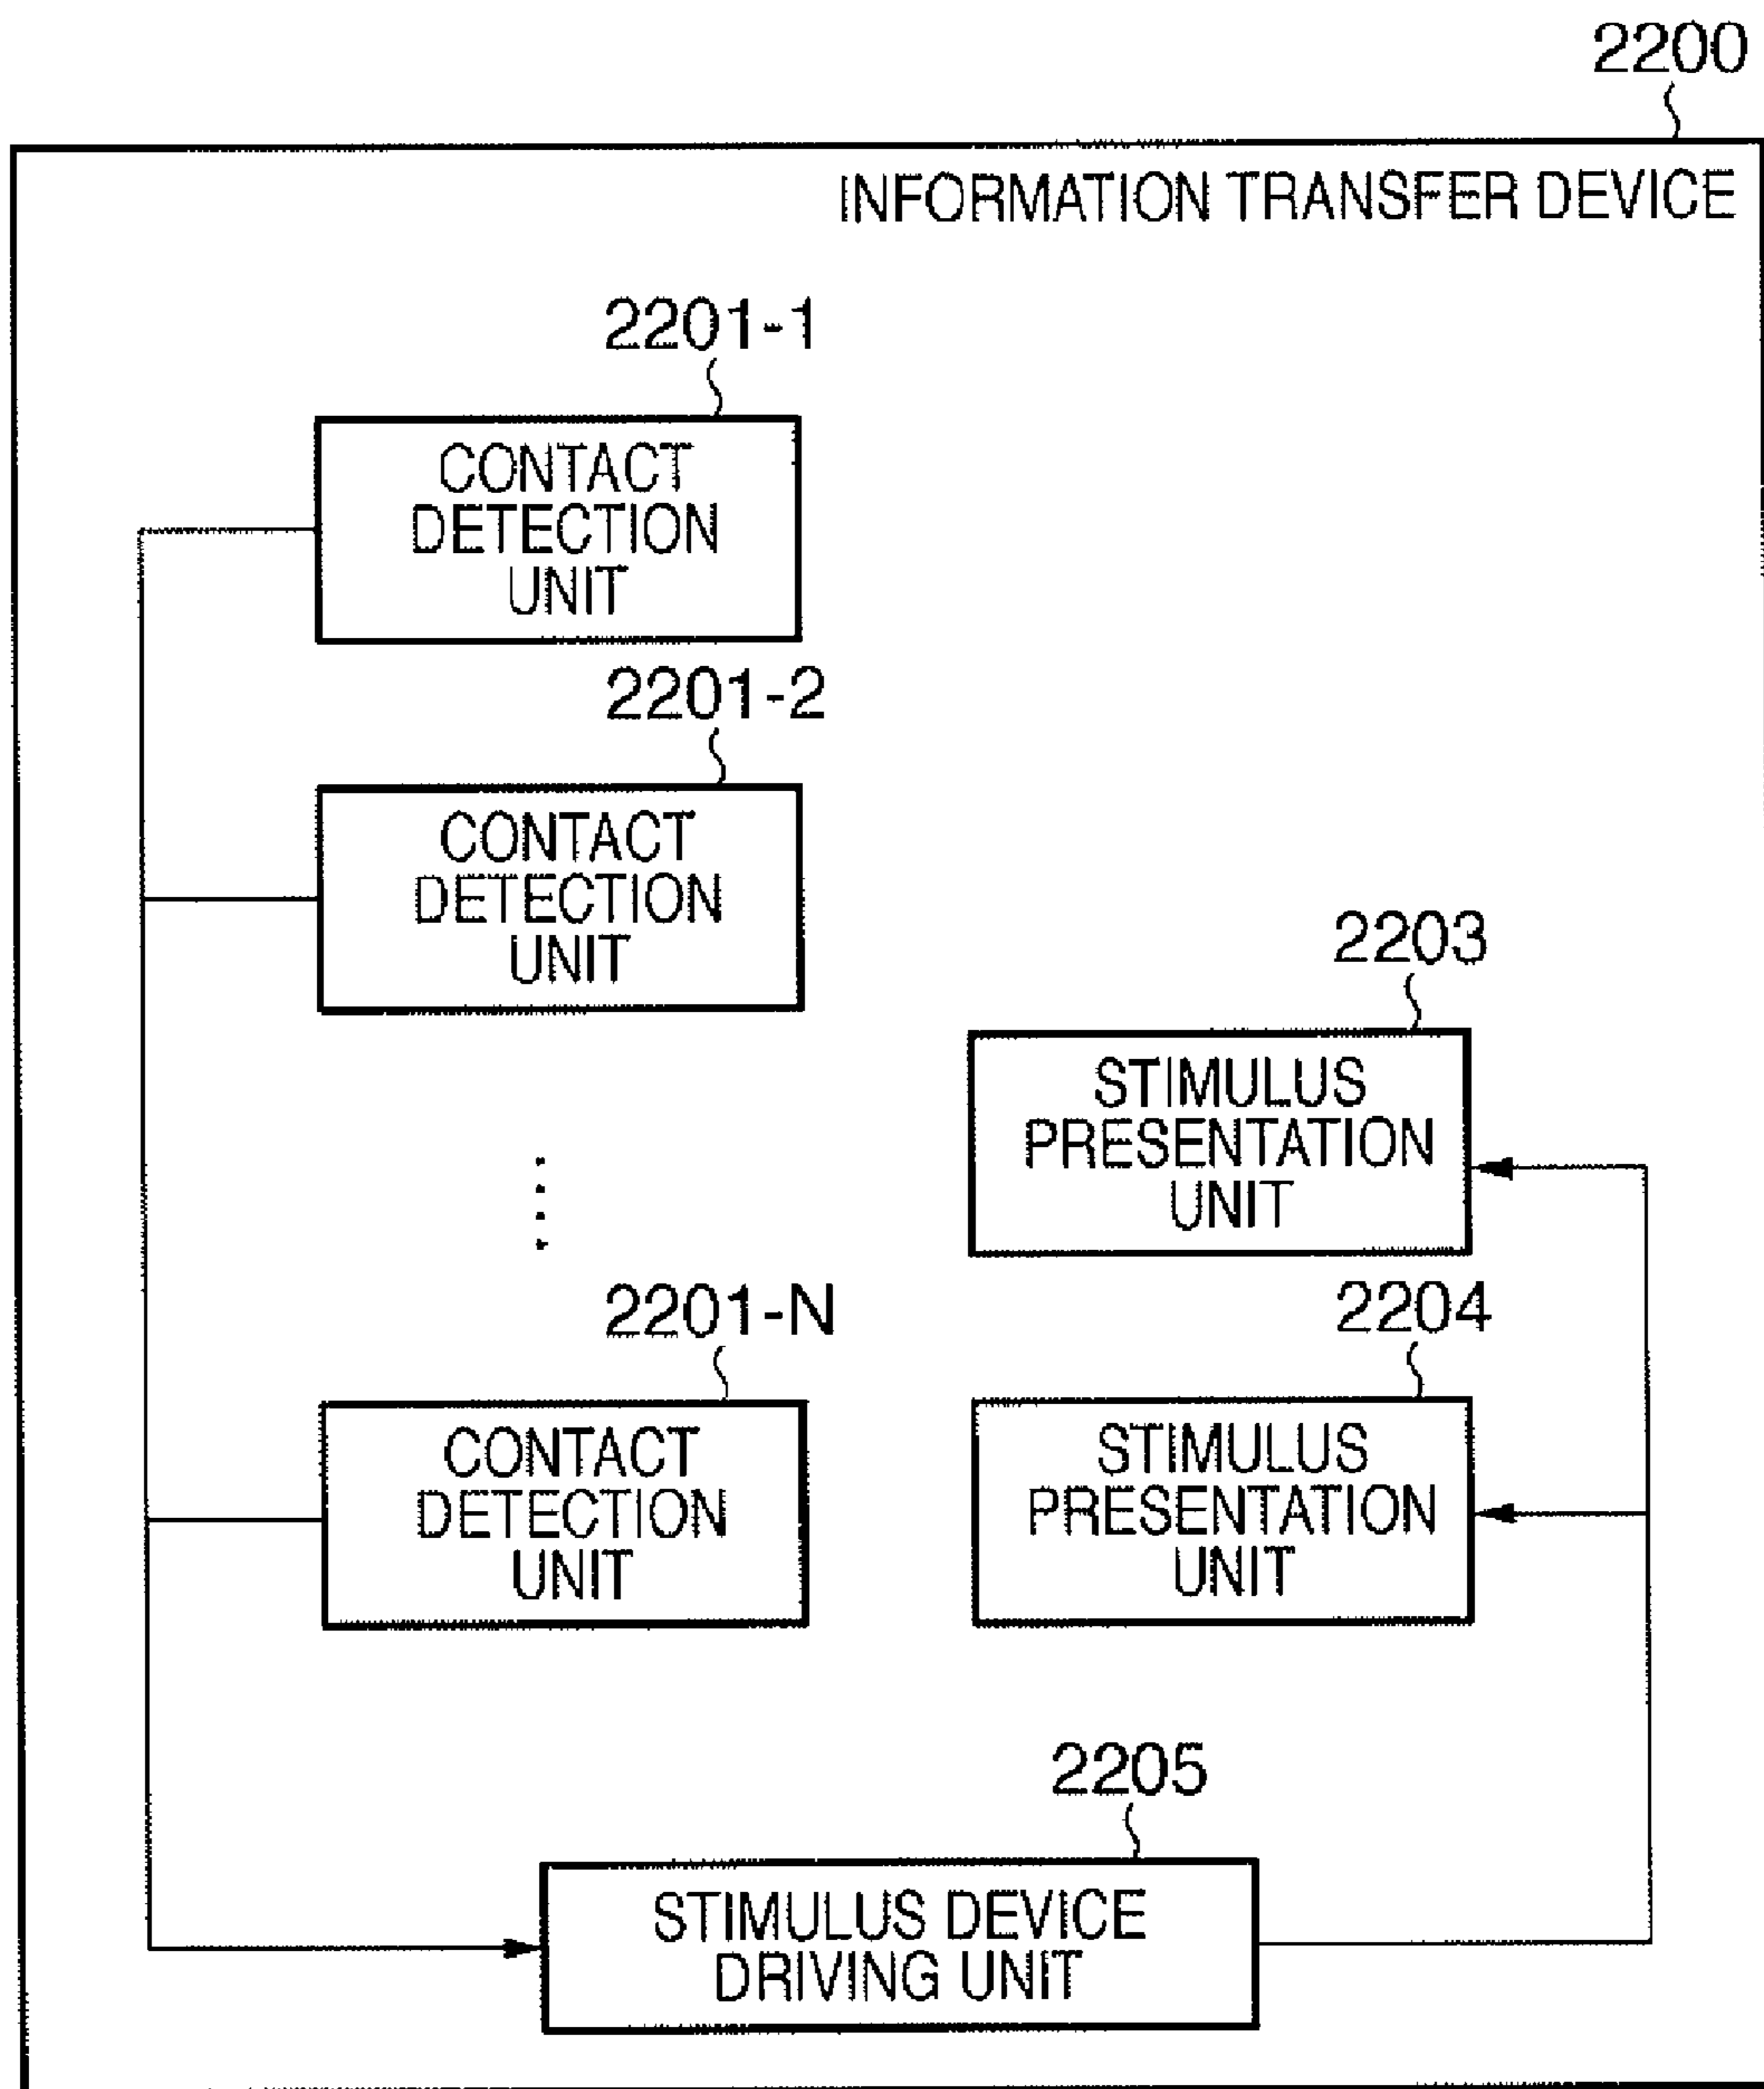 2200
INFORMATION TRANSFER DEVICE
2201-1
CONTACT
DETECTION
UNIT
2201-2
CONTACT
DETECTION
UNIT
2203
STIMULUS
PRESENTATION
UNIT
2201-N
CONTACT
DETECTION
UNIT
2204
STIMULUS
PRESENTATION
UNIT
2205
STIMULUS DEVICE
DRIVING UNIT